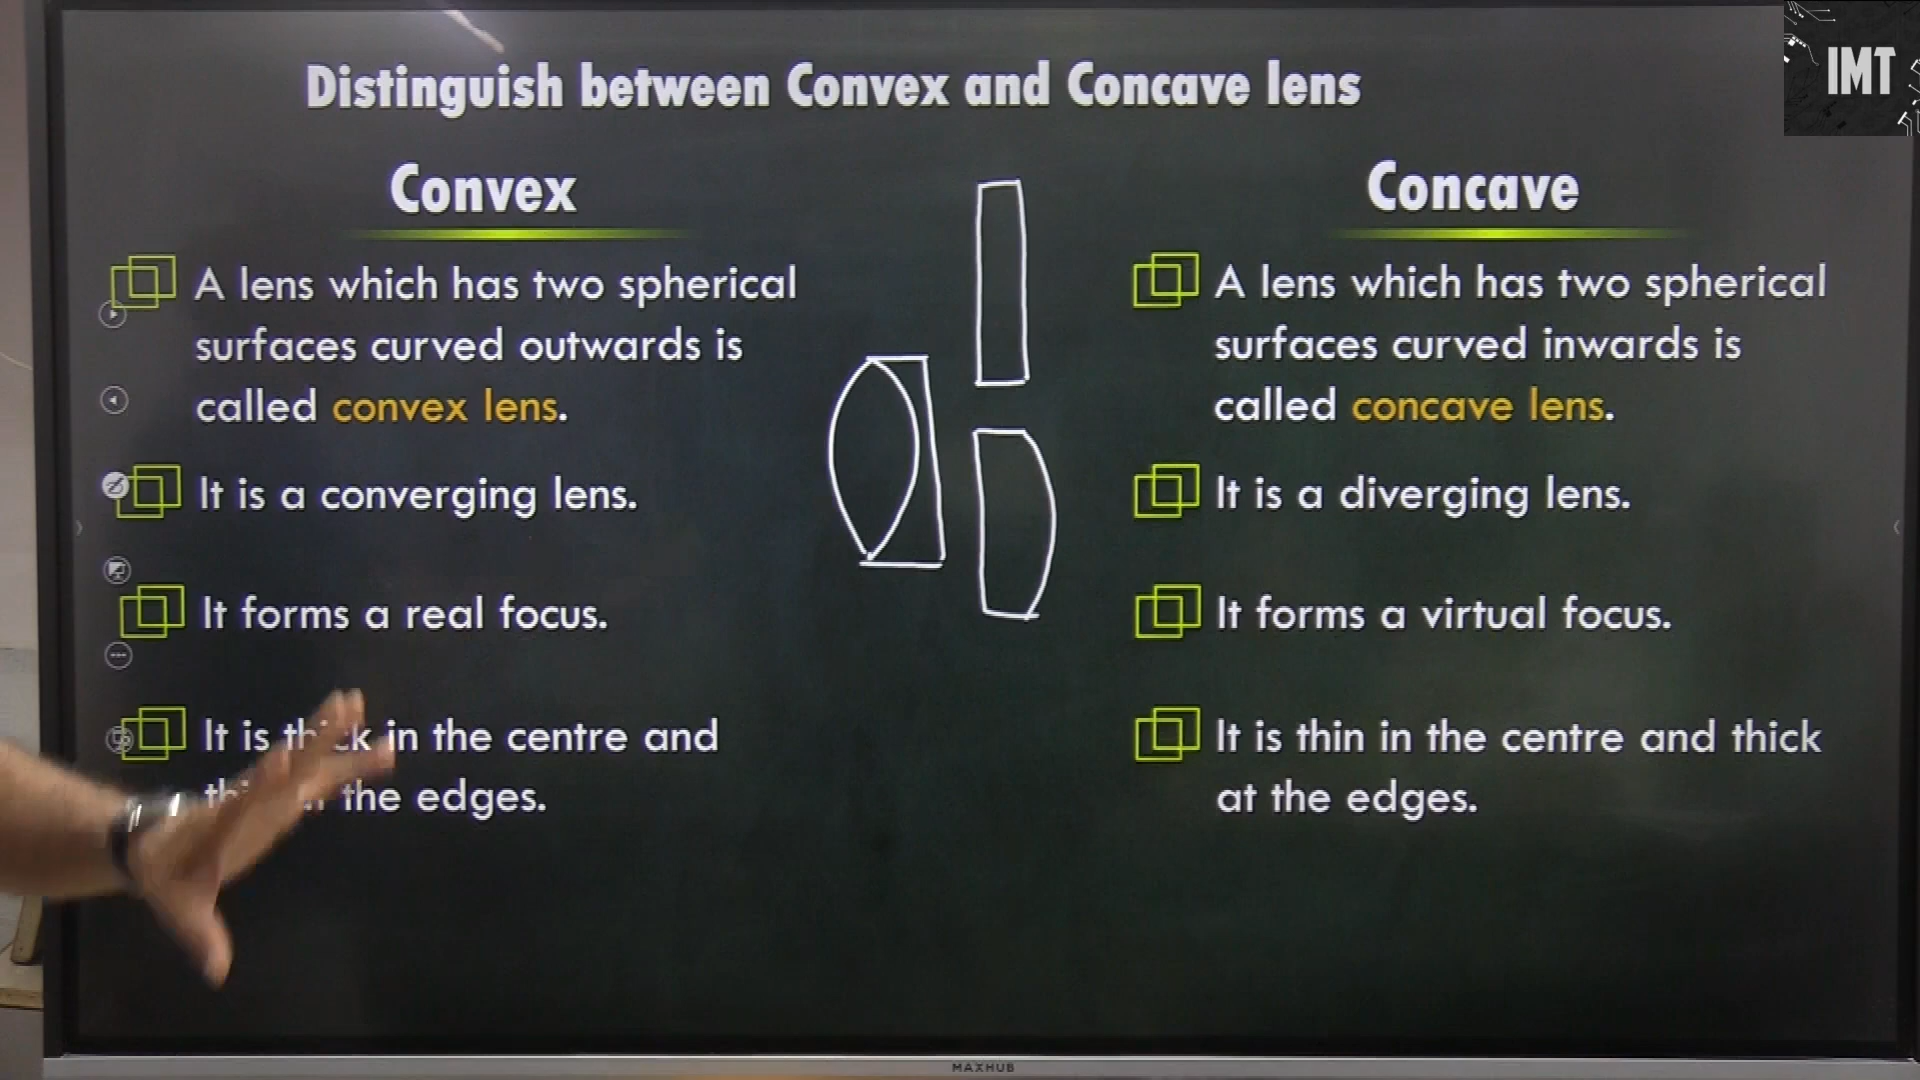 IMT
Distinguish between Convex and Concave lens
Convex
A lens which has two spherical
surfaces curved outwards is
called convex lens.
It is a converging lens.
It forms a real focus.
It is thick in the centre and
the edges.
Concave
A lens which has two spherical
surfaces curved inwards is
called concave lens.
It is a diverging lens.
It forms a virtual focus.
It is thin in the centre and thick
at the edges.
MAXHUB